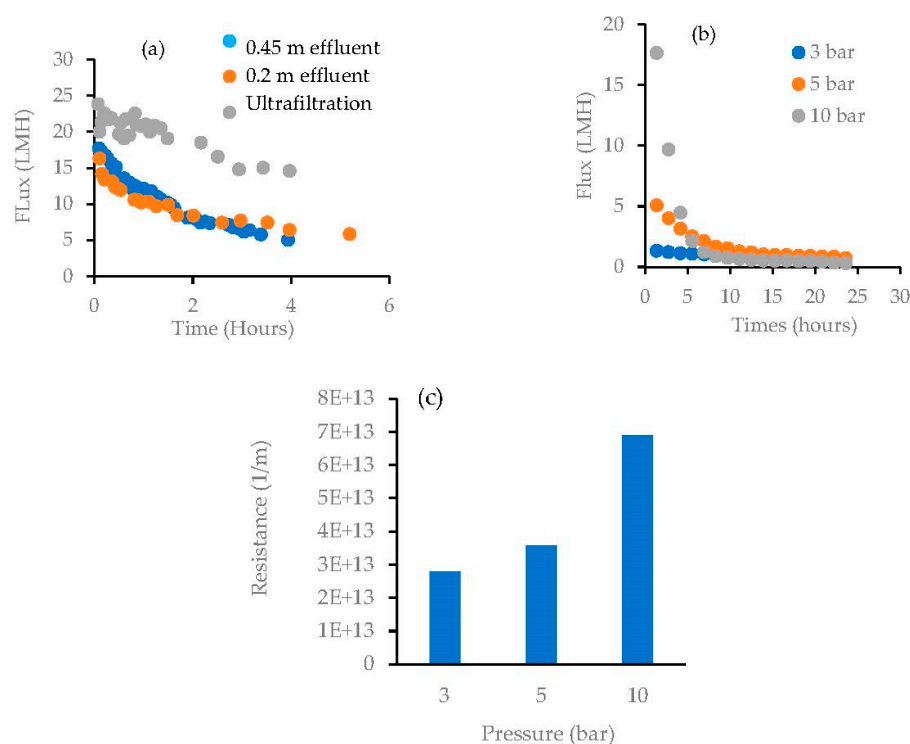 (a)
0.45 m effluent
0.2 m effluent
Ultrafiltration
30
25
20
15
10
5
0
FLux (LMH)
0 2 4 6
Time (Hours)
(b)
3 bar
5 bar
10 bar
20
15
10
5
0
Flux (LMH)
0 5 10 15 20 25 30
Times (hours)
(c)
8E+13
7E+13
6E+13
5E+13
4E+13
3E+13
2E+13
1E+13
0
Resistance (1/m)
3 5 10
Pressure (bar)